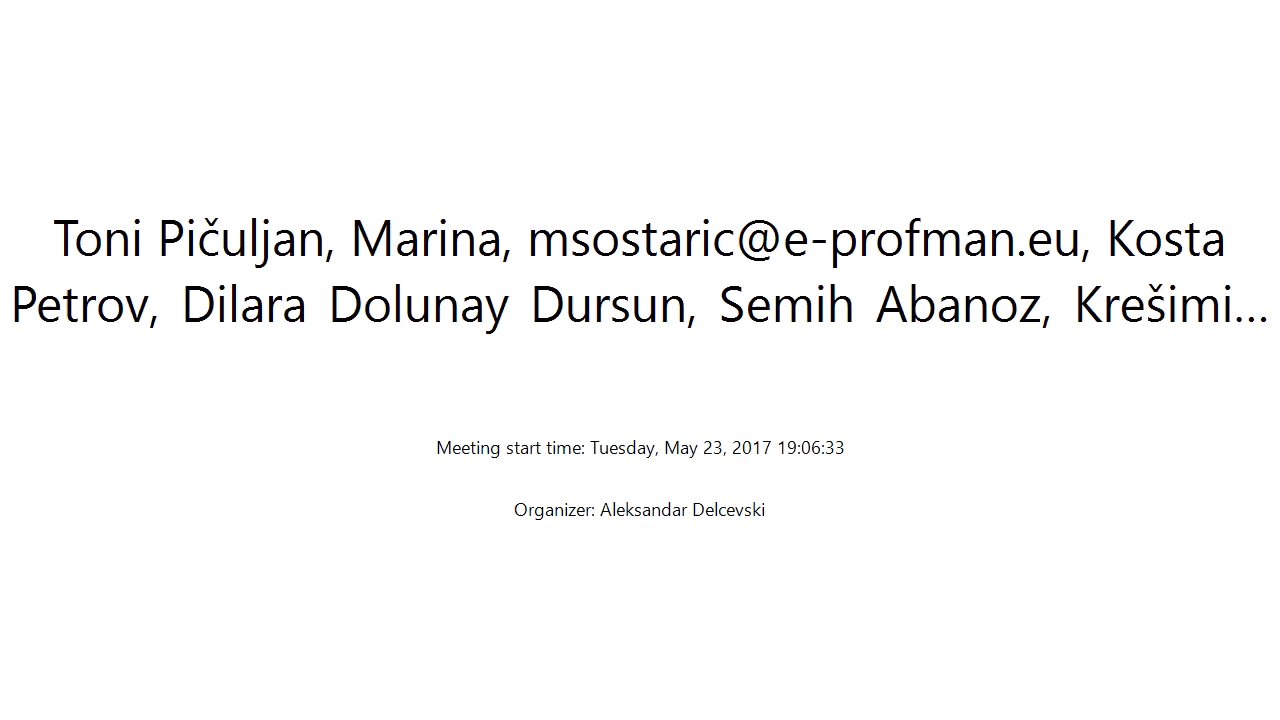 Toni Pičuljan, Marina, msostaric@e-profman.eu, Kosta
Petrov, Dilara Dolunay Dursun, Semih Abanoz, Krešimi...
Meeting start time: Tuesday, May 23, 2017 19:06:33
Organizer: Aleksandar Delcevski